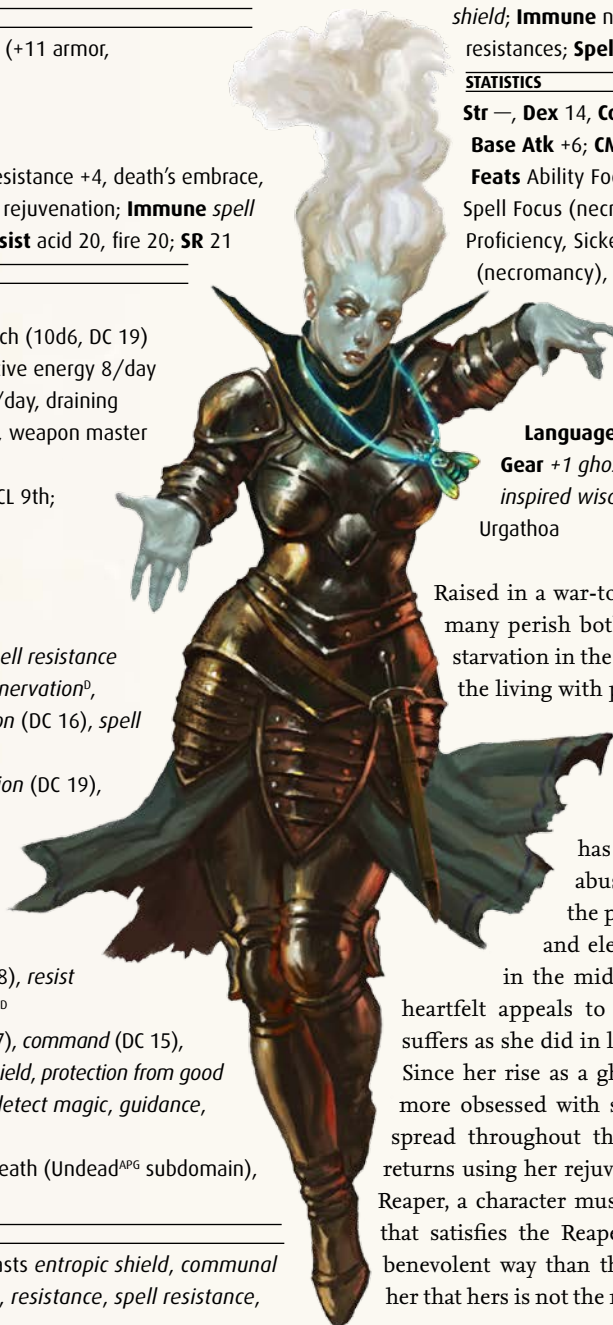 (+11 armor,
resistance +4, death's embrace,
rejuvenation; Immune spell
sist acid 20, fire 20; SR 21
ch (10d6, DC 19)
tive energy 8/day
/day, draining
, weapon master
CL 9th;
ell resistance
nervationᴰ,
on (DC 16), spell
ion (DC 19),
8), resist
ᴰ
7), command (DC 15),
ield, protection from good
detect magic, guidance,
eath (Undeadᴬᴾᴳ subdomain),
asts entropic shield, communal
, resistance, spell resistance,
shield; Immune n
resistances; Spel
STATISTICS
Str —, Dex 14, Co
Base Atk +6; CM
Feats Ability Foc
Spell Focus (necr
Proficiency, Sicke
(necromancy),
Language
Gear +1 ghos
inspired wisd
Urgathoa
Raised in a war-to
many perish bot
starvation in the
the living with p
has
abus
the p
and ele
in the mid
heartfelt appeals to
suffers as she did in l
Since her rise as a gh
more obsessed with s
spread throughout th
returns using her rejuv
Reaper, a character mus
that satisfies the Reape
benevolent way than th
her that hers is not the r